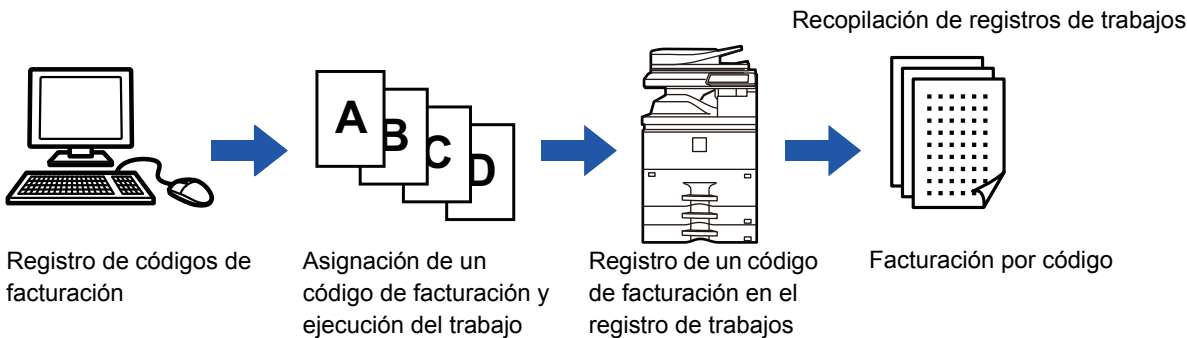 Recopilación de registros de trabajos
A
B
C
D
Registro de códigos de
facturación
Asignación de un
código de facturación y
ejecución del trabajo
Registro de un código
de facturación en el
registro de trabajos
Facturación por código